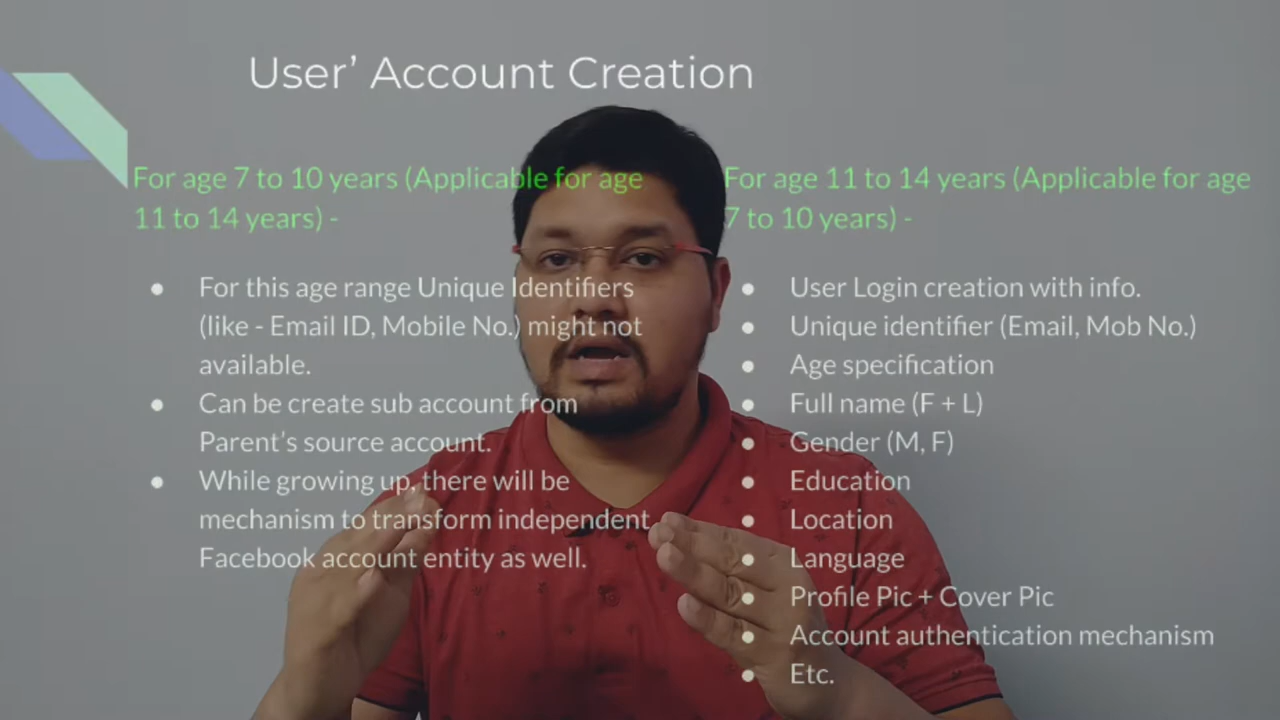 User’ Account Creation
For age 7 to 10 years (Applicable for age
11 to 14 years) -
● For this age range Unique Identifiers
(like - Email ID, Mobile No.) might not
available.
● Can be create sub account from
Parent’s source account.
● While growing up, there will be
mechanism to transform independent
Facebook account entity as well.
For age 11 to 14 years (Applicable for age
7 to 10 years) -
● User Login creation with info.
● Unique identifier (Email, Mob No.)
● Age specification
● Full name (F + L)
● Gender (M, F)
● Education
● Location
● Language
● Profile Pic + Cover Pic
● Account authentication mechanism
● Etc.